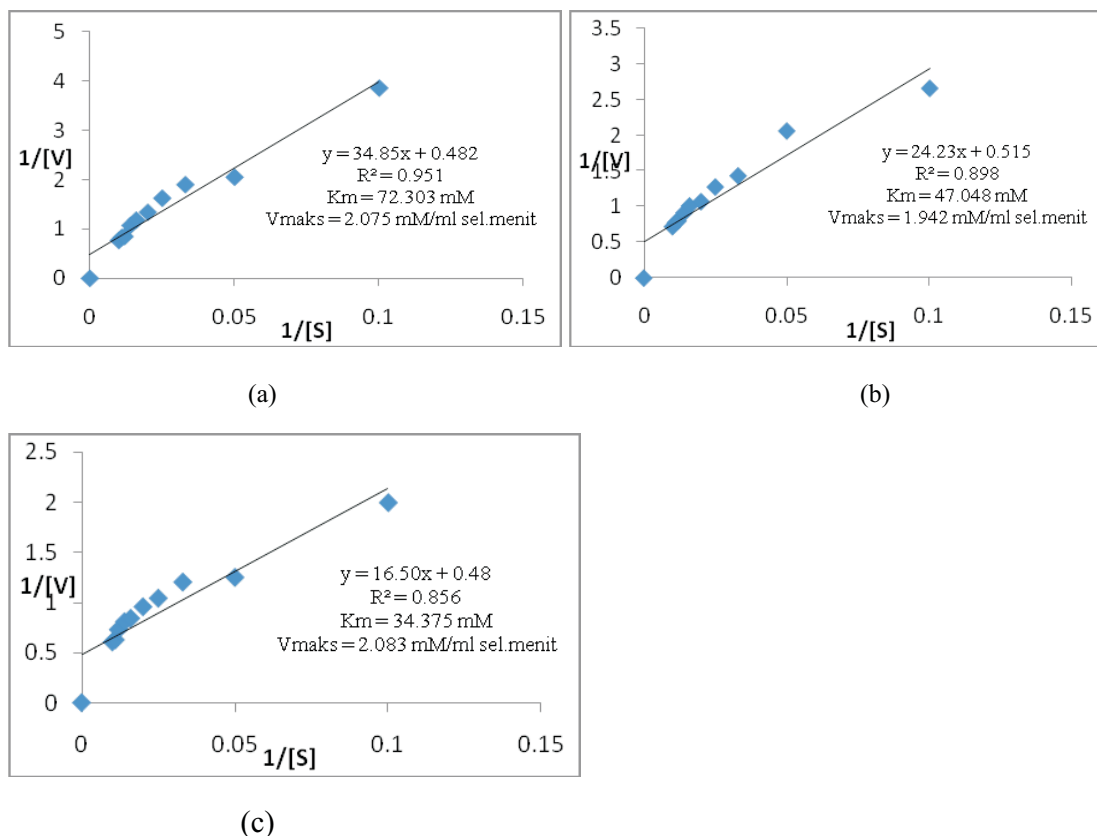 5
4
3
1/[V]
2
1
0
0
0.05
0.1
0.15
1/[S]
y = 34.85x + 0.482
R² = 0.951
Km = 72.303 mM
Vmaks = 2.075 mM/ml sel.menit
(a)
3.5
3
2.5
2
1/[V]
1.5
1
0.5
0
0
0.05
0.1
0.15
1/[S]
y = 24.23x + 0.515
R² = 0.898
Km = 47.048 mM
Vmaks = 1.942 mM/ml sel.menit
(b)
2.5
2
1.5
1/[V]
1
0.5
0
0
0.05
0.1
0.15
1/[S]
y = 16.50x + 0.48
R² = 0.856
Km = 34.375 mM
Vmaks = 2.083 mM/ml sel.menit
(c)